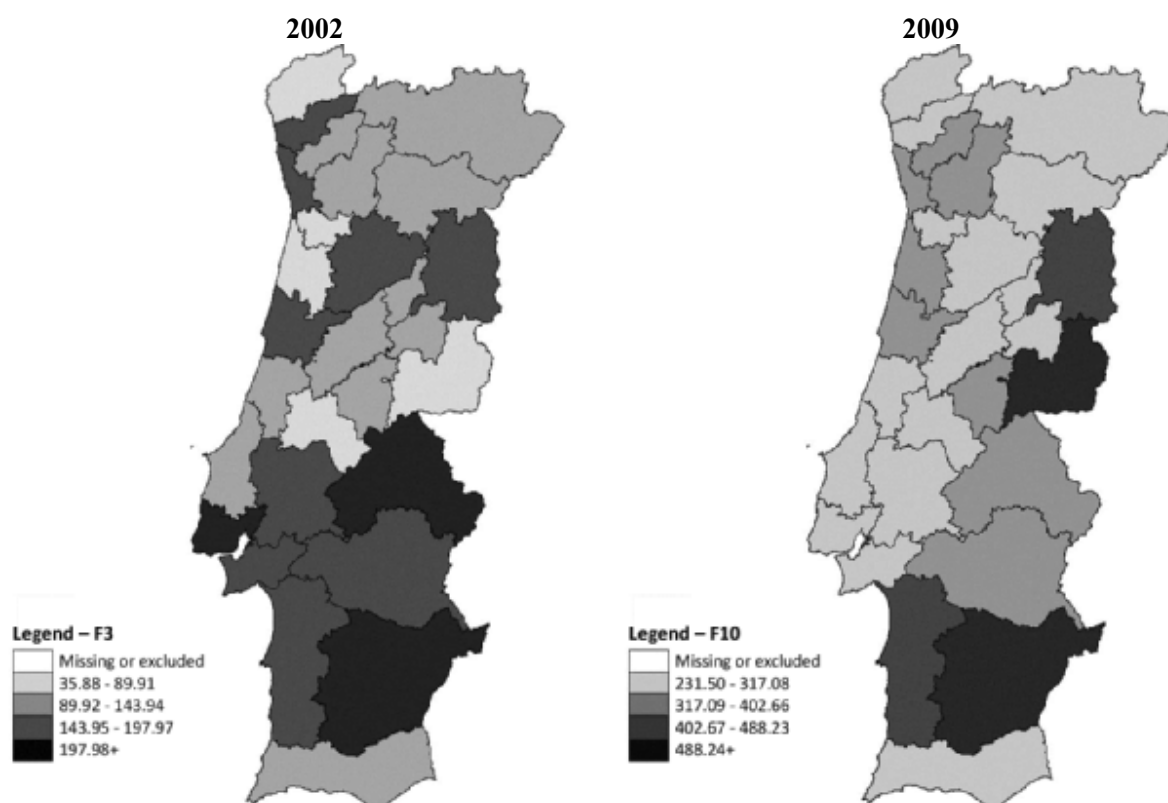 2002
2009
Legend – F3
Missing or excluded
35.88 - 89.91
89.92 - 143.94
143.95 - 197.97
197.98+
Legend – F10
Missing or excluded
231.50 - 317.08
317.09 - 402.66
402.67 - 488.23
488.24+